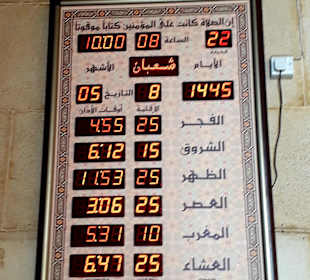 إن الصلاة كانت على المؤمنين كتابا موقوتا
22 الساعة 08 10.00
الأيام شعبان الأشهر
1445 8 التاريخ 05
الإقامة أوقات الأذان
الفجر 25 4.55
الشروق 15 6.12
الظهر 25 11.53
العصر 25 3.06
المغرب 10 5.31
العشاء 25 6.47